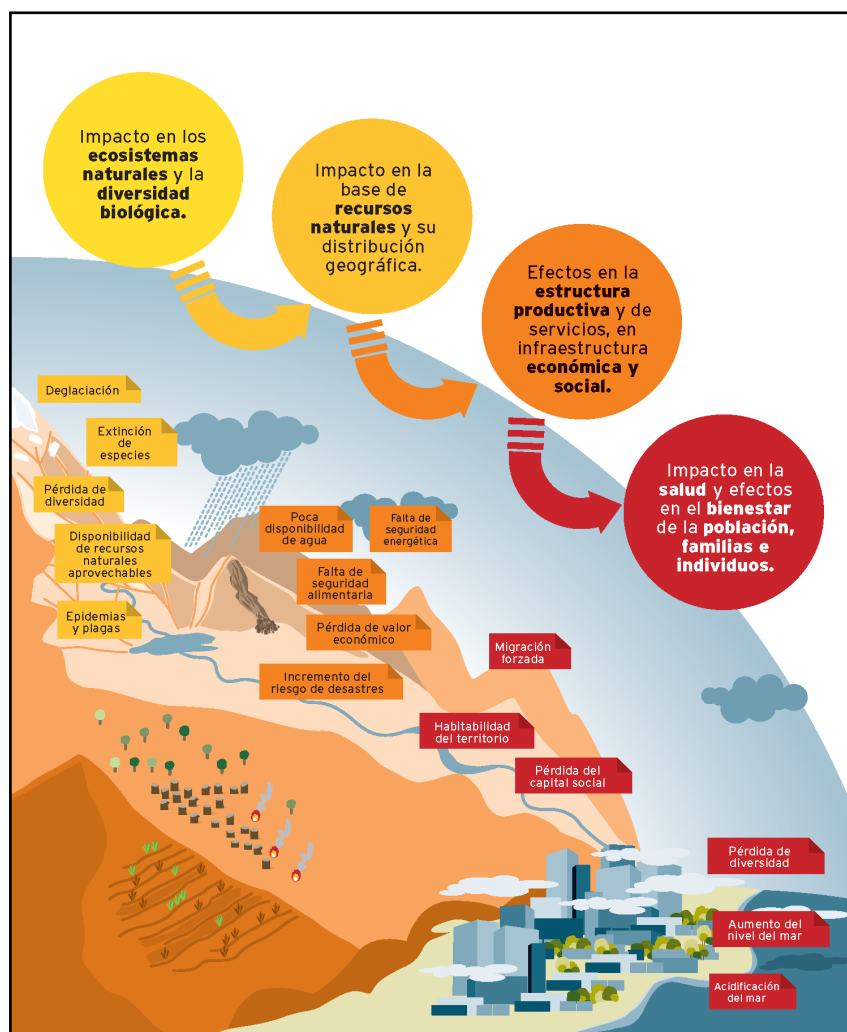 Impacto en los
ecosistemas
naturales y la
diversidad
biológica.
Impacto en la
base de
recursos
naturales y su
distribución
geográfica.
Efectos en la
estructura
productiva y de
servicios, en
infraestructura
económica y
social.
Impacto en la
salud y efectos
en el bienestar
de la población,
familias e
individuos.
Deglaciación
Extinción
de
especies
Pérdida de
diversidad
Disponibilidad
de recursos
naturales
aprovechables
Epidemias
y plagas
Poca
disponibilidad
de agua
Falta de
seguridad
energética
Falta de
seguridad
alimentaria
Pérdida de valor
económico
Incremento del
riesgo de desastres
Migración
forzada
Habitabilidad
del territorio
Pérdida del
capital social
Pérdida de
diversidad
Aumento del
nivel del mar
Acidificación
del mar